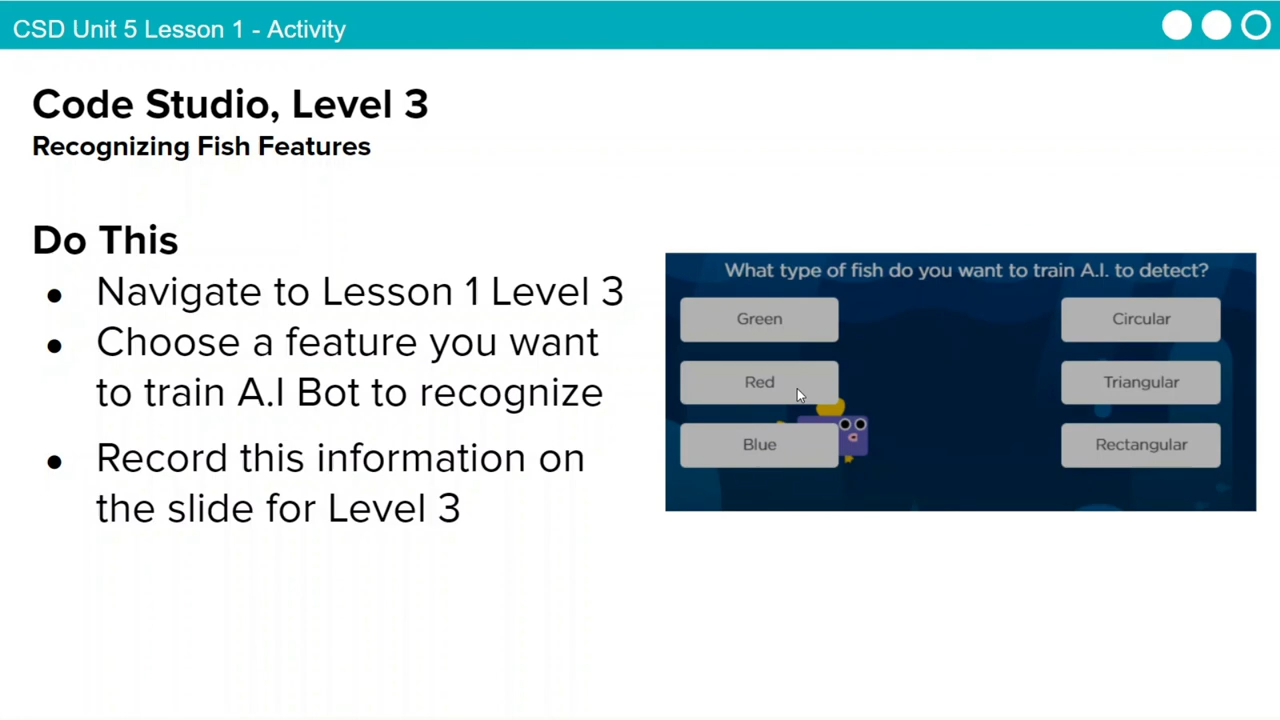 CSD Unit 5 Lesson 1 - Activity
Code Studio, Level 3
Recognizing Fish Features
Do This
● Navigate to Lesson 1 Level 3
● Choose a feature you want
to train A.I Bot to recognize
● Record this information on
the slide for Level 3
What type of fish do you want to train A.I. to detect?
Green
Circular
Red
Triangular
Blue
Rectangular